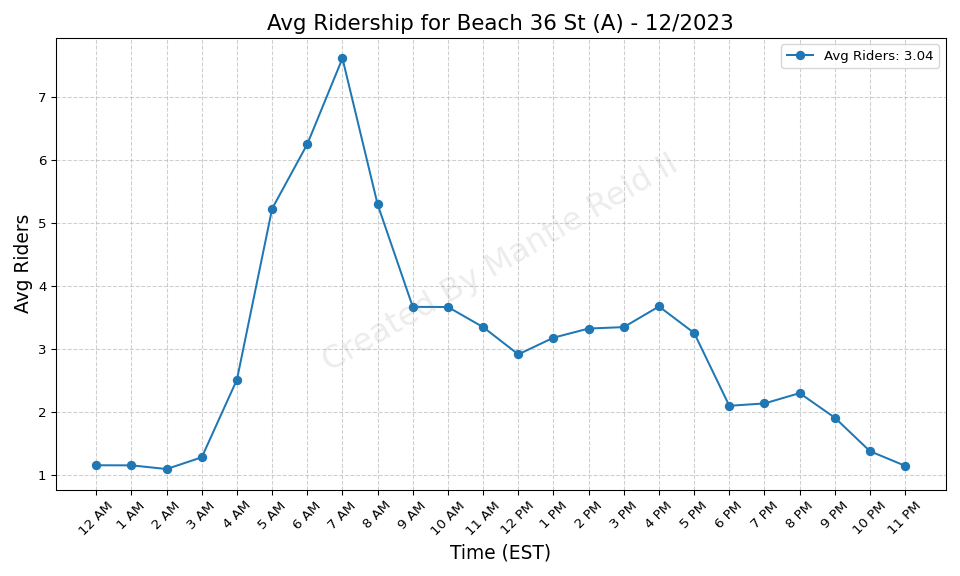 Avg Ridership for Beach 36 St (A) - 12/2023
Avg Riders: 3.04
Created By Mantie Reid II
Avg Riders
7
6
5
4
3
2
1
12 AM
1 AM
2 AM
3 AM
4 AM
5 AM
6 AM
7 AM
8 AM
9 AM
10 AM
11 AM
12 PM
1 PM
2 PM
3 PM
4 PM
5 PM
6 PM
7 PM
8 PM
9 PM
10 PM
11 PM
Time (EST)